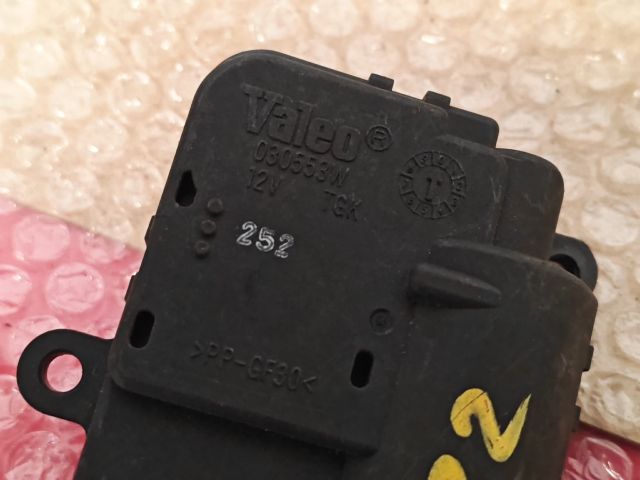 Valeo®
030553W
12V TGK
252
>PP-GF30<